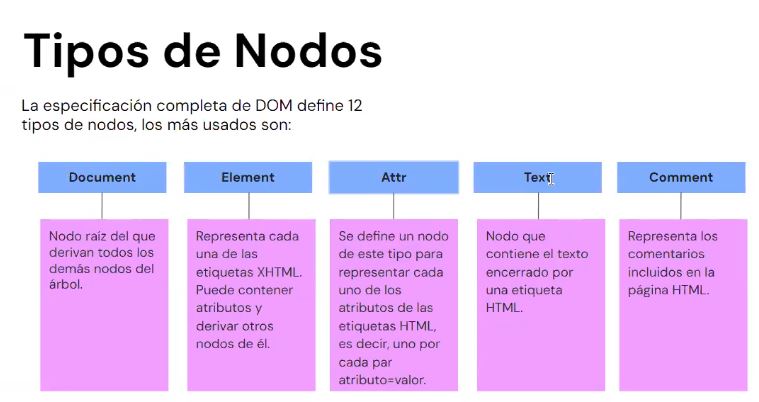 Tipos de Nodos
La especificación completa de DOM define 12
tipos de nodos, los más usados son:
Document
Nodo raíz del que
derivan todos los
demás nodos del
árbol.
Element
Representa cada
una de las
etiquetas XHTML.
Puede contener
atributos y
derivar otros
nodos de él.
Attr
Se define un nodo
de este tipo para
representar cada
uno de los
atributos de las
etiquetas HTML,
es decir, uno por
cada par
atributo=valor.
Text
Nodo que
contiene el texto
encerrado por
una etiqueta
HTML.
Comment
Representa los
comentarios
incluidos en la
página HTML.